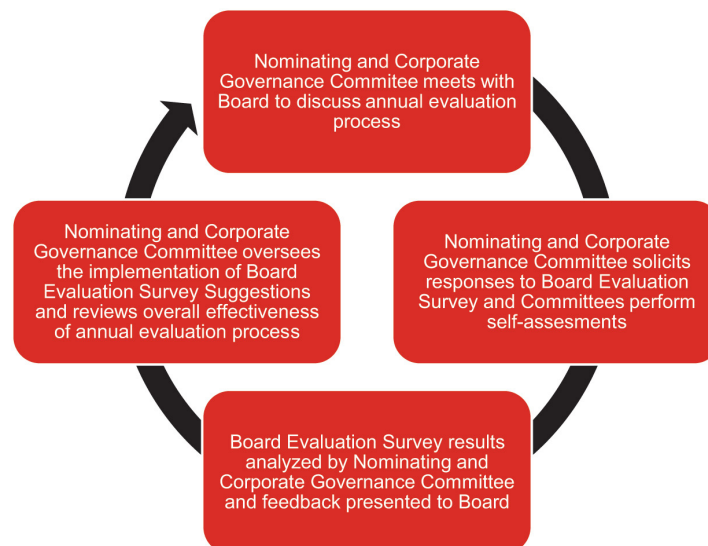 Nominating and Corporate
Governance Commitee meets with
Board to discuss annual evaluation
process
Nominating and Corporate
Governance Committee solicits
responses to Board Evaluation
Survey and Committees perform
self-assesments
Board Evaluation Survey results
analyzed by Nominating and
Corporate Governance Committee
and feedback presented to Board
Nominating and Corporate
Governance Committee oversees
the implementation of Board
Evaluation Survey Suggestions
and reviews overall effectiveness
of annual evaluation process